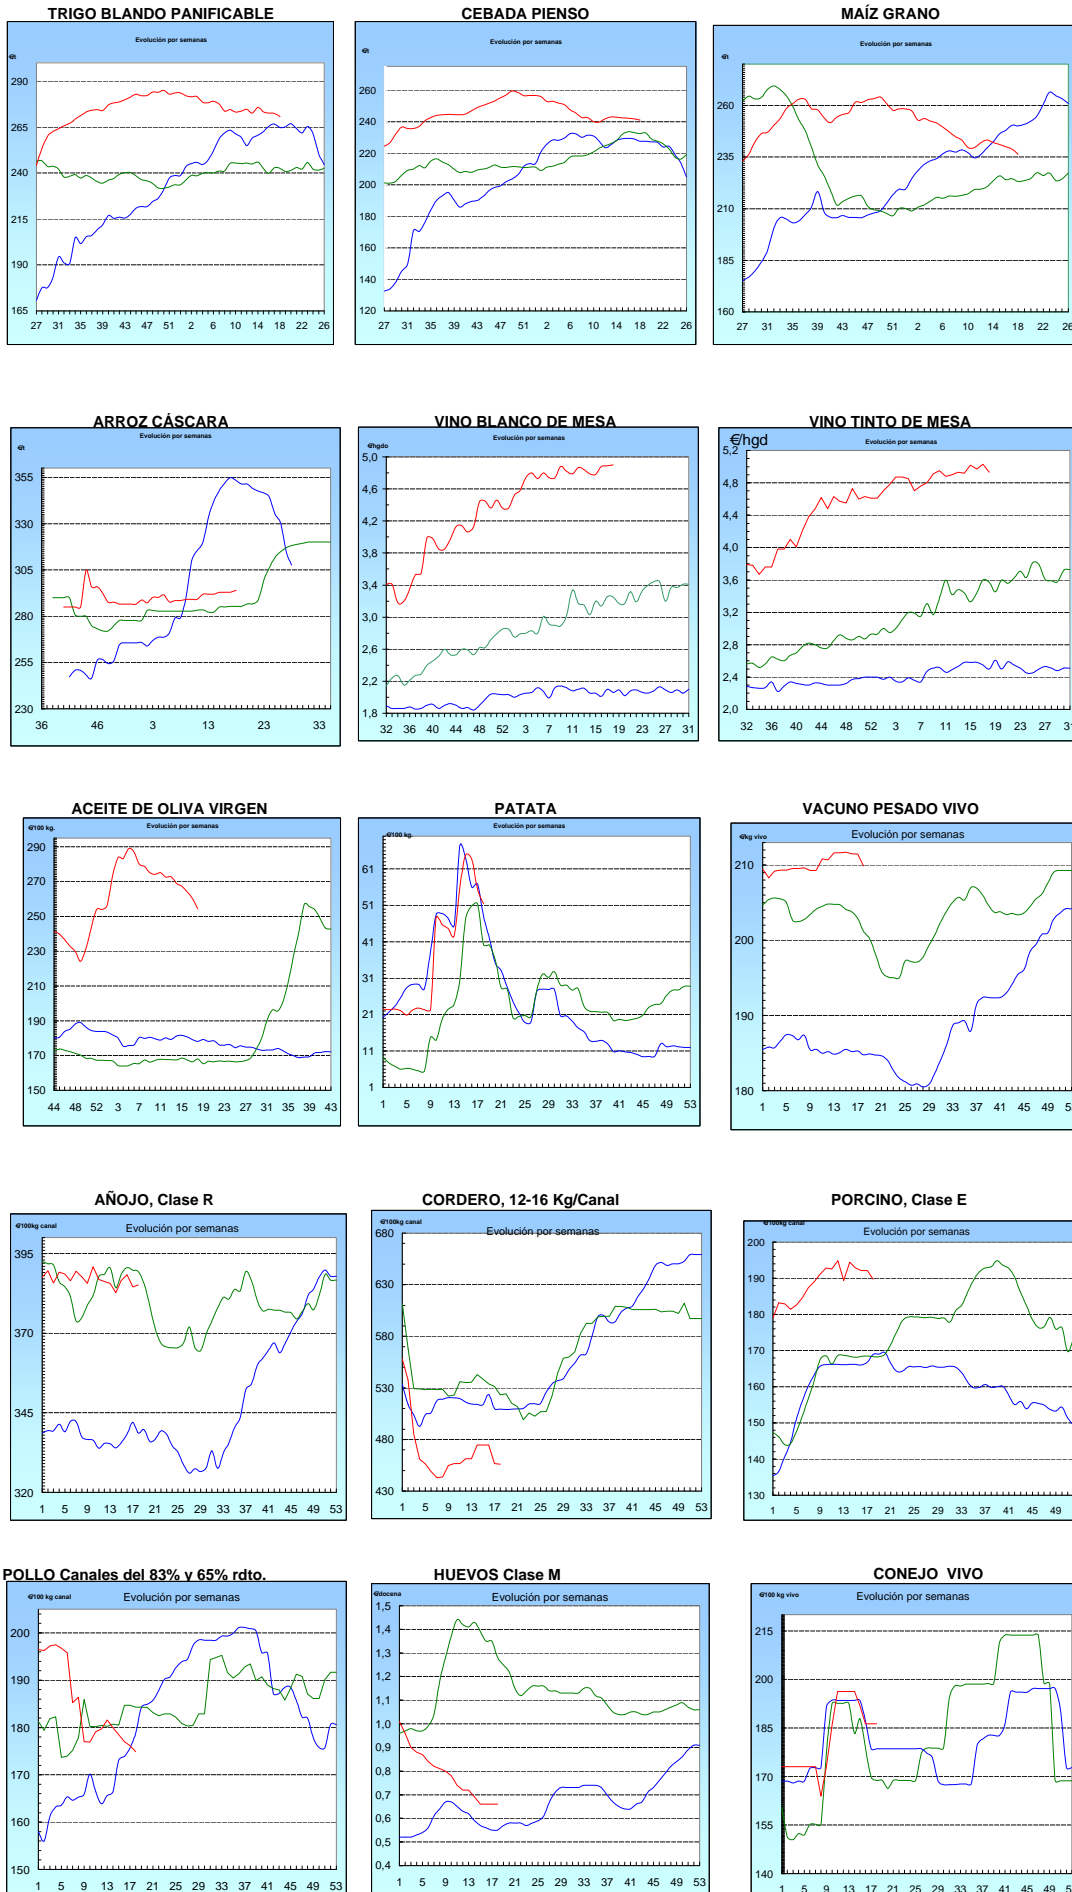 TRIGO BLANDO PANIFICABLE
Evolución por semanas
€/t
290
265
240
215
190
165
27 31 35 39 43 47 51 2 6 10 14 18 22 26
CEBADA PIENSO
Evolución por semanas
€/t
260
240
220
200
180
160
140
120
27 31 35 39 43 47 51 2 6 10 14 18 22 26
MAÍZ GRANO
Evolución por semanas
€/t
260
235
210
185
160
27 31 35 39 43 47 51 2 6 10 14 18 22 26
ARROZ CÁSCARA
Evolución por semanas
€/t
355
330
305
280
255
230
36 46 3 13 23 33
VINO BLANCO DE MESA
Evolución por semanas
€/hgdo
5,0
4,6
4,2
3,8
3,4
3,0
2,6
2,2
1,8
32 36 40 44 48 52 3 7 11 15 19 23 27 31
VINO TINTO DE MESA
Evolución por semanas
€/hgd
5,2
4,8
4,4
4,0
3,6
3,2
2,8
2,4
2,0
32 36 40 44 48 52 3 7 11 15 19 23 27 31
ACEITE DE OLIVA VIRGEN
Evolución por semanas
€/100 kg.
290
270
250
230
210
190
170
150
44 48 52 3 7 11 15 19 23 27 31 35 39 43
PATATA
Evolución por semanas
€/100 kg.
61
51
41
31
21
11
1
1 5 9 13 17 21 25 29 33 37 41 45 49 53
VACUNO PESADO VIVO
Evolución por semanas
€/kg vivo
210
200
190
180
1 5 9 13 17 21 25 29 33 37 41 45 49 53
AÑOJO, Clase R
Evolución por semanas
€/100kg canal
395
370
345
320
1 5 9 13 17 21 25 29 33 37 41 45 49 53
CORDERO, 12-16 Kg/Canal
Evolución por semanas
€/100kg canal
680
630
580
530
480
430
1 5 9 13 17 21 25 29 33 37 41 45 49 53
PORCINO, Clase E
Evolución por semanas
€/100kg canal
200
190
180
170
160
150
140
130
1 5 9 13 17 21 25 29 33 37 41 45 49
POLLO Canales del 83% y 65% rdto.
Evolución por semanas
€/100 kg canal
200
190
180
170
160
150
1 5 9 13 17 21 25 29 33 37 41 45 49 53
HUEVOS Clase M
Evolución por semanas
€/docena
1,5
1,4
1,3
1,2
1,1
1,0
0,9
0,8
0,7
0,6
0,5
0,4
1 5 9 13 17 21 25 29 33 37 41 45 49 53
CONEJO VIVO
Evolución por semanas
€/100 kg vivo
215
200
185
170
155
140
1 5 9 13 17 21 25 29 33 37 41 45 49